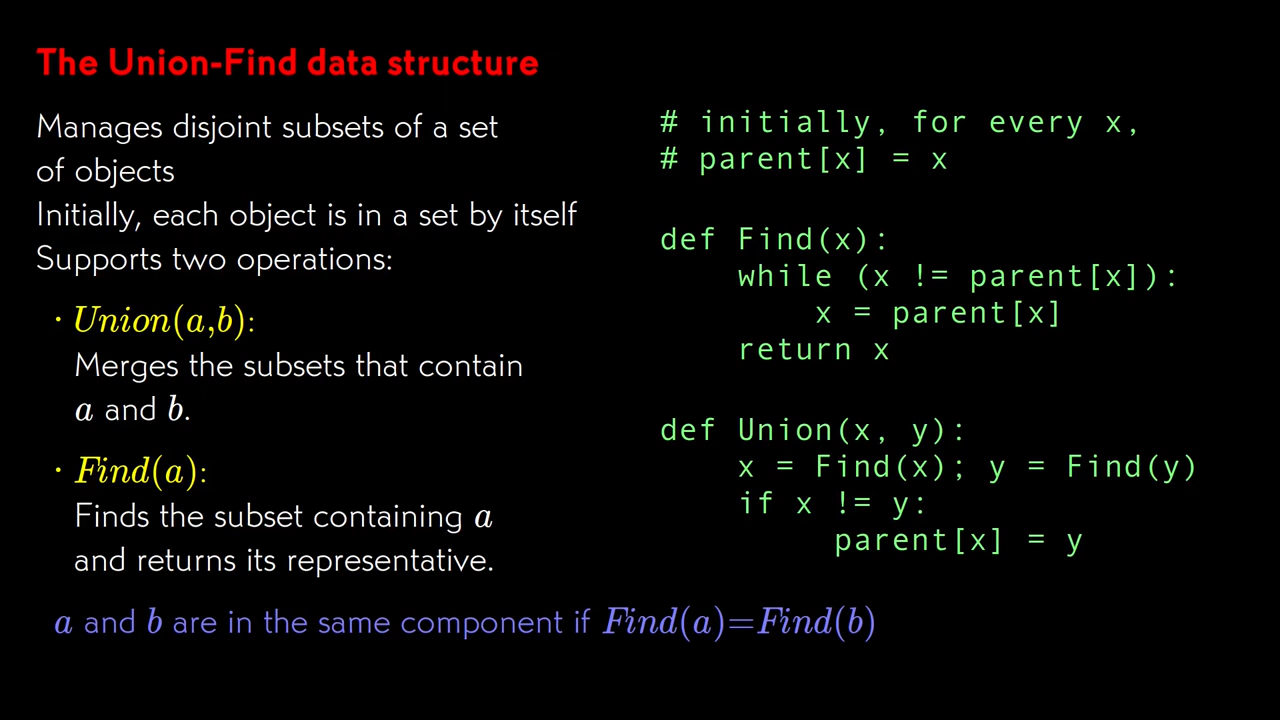 The Union-Find data structure
Manages disjoint subsets of a set
of objects
Initially, each object is in a set by itself
Supports two operations:
· Union(a,b):
Merges the subsets that contain
a and b.
· Find(a):
Finds the subset containing a
and returns its representative.
a and b are in the same component if Find(a)=Find(b)
# initially, for every x,
# parent[x] = x
def Find(x):
    while (x != parent[x]):
        x = parent[x]
    return x
def Union(x, y):
    x = Find(x); y = Find(y)
    if x != y:
         parent[x] = y